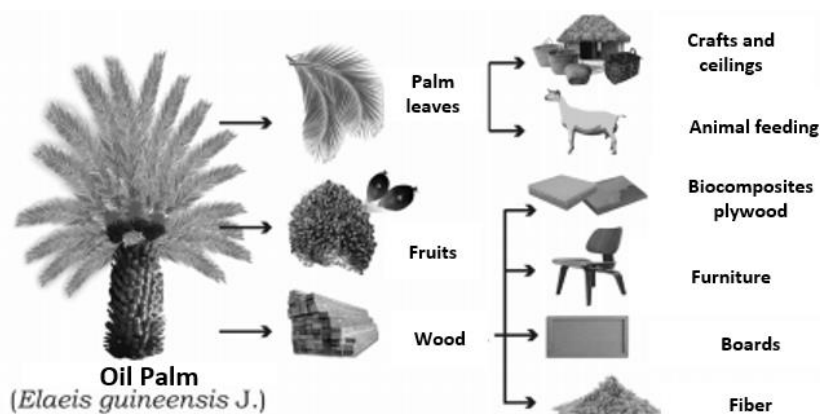 Crafts and
ceilings
Palm
leaves
Animal feeding
Biocomposites
plywood
Fruits
Furniture
Wood
Boards
Oil Palm
(Elaeis guineensis J.)
Fiber